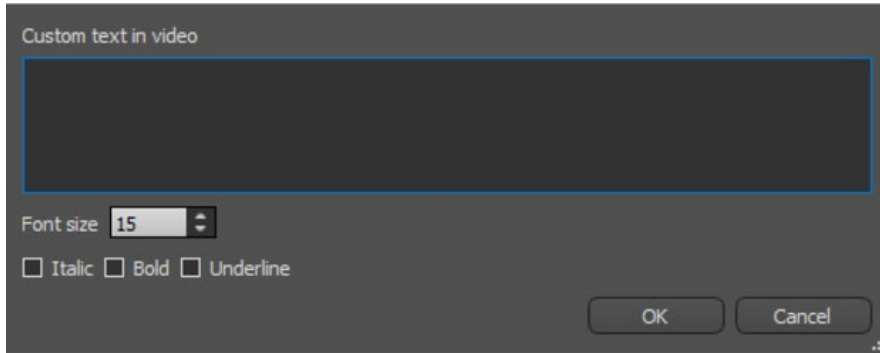 Custom text in video
Font size 15
Italic Bold Underline
OK Cancel